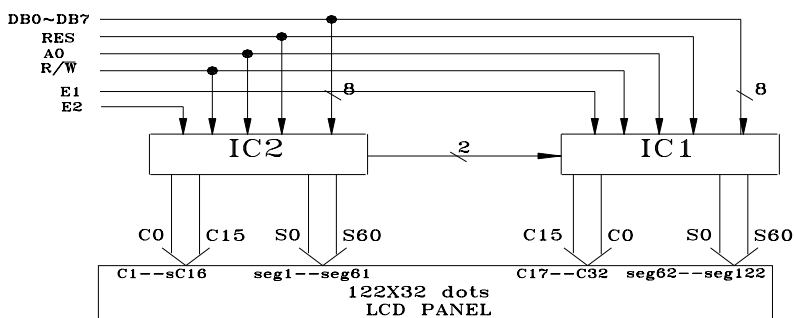 DB0~DB7
RES
A0
R/W̅
E1
E2
8
8
IC2
2
IC1
C0
C15
S0
S60
C15
C0
S0
S60
C1--sC16
seg1--seg61
C17--C32
seg62--seg122
122X32 dots
LCD PANEL